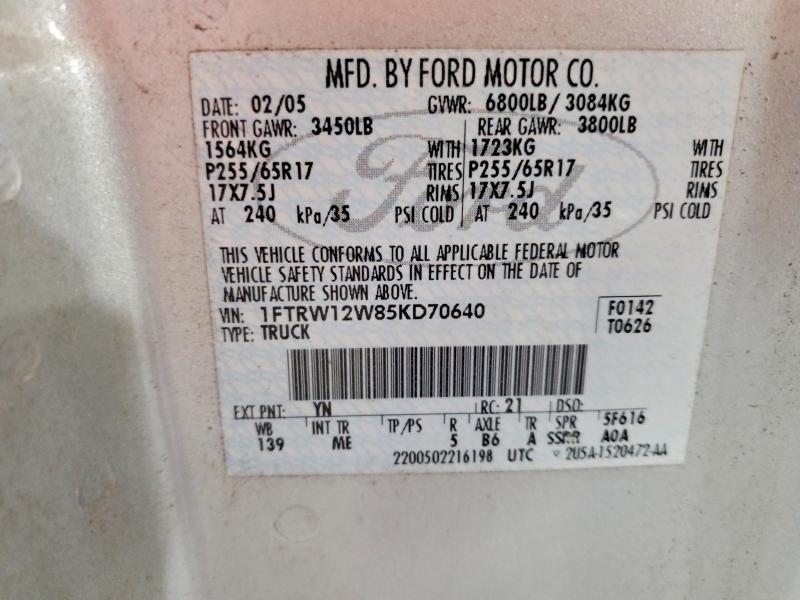 MFD. BY FORD MOTOR CO.
DATE: 02/05 GVWR: 6800LB/ 3084KG
FRONT GAWR: 3450LB REAR GAWR: 3800LB
1564KG WITH 1723KG WITH
P255/65R17 TIRES P255/65R17 TIRES
17X7.5J RIMS 17X7.5J RIMS
AT 240 kPa/35 PSI COLD AT 240 kPa/35 PSI COLD
Ford
THIS VEHICLE CONFORMS TO ALL APPLICABLE FEDERAL MOTOR
VEHICLE SAFETY STANDARDS IN EFFECT ON THE DATE OF
MANUFACTURE SHOWN ABOVE.
VIN: 1FTRW12W85KD70640 F0142
TYPE: TRUCK T0626
EXT PNT: YN RC: 21 DSO:
WB INT TR TP/PS R AXLE TR SPR 5F616
139 ME 5 B6 A A0A
2200502216198 UTC 2U5A-1520472-AA